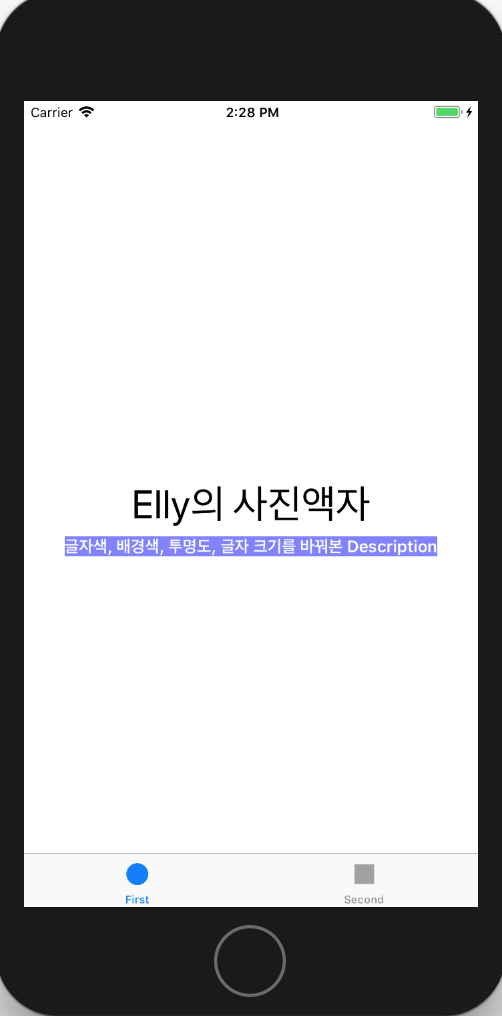 Carrier 2:28 PM
Elly의 사진액자
글자색, 배경색, 투명도, 글자 크기를 바꿔본 Description
First Second